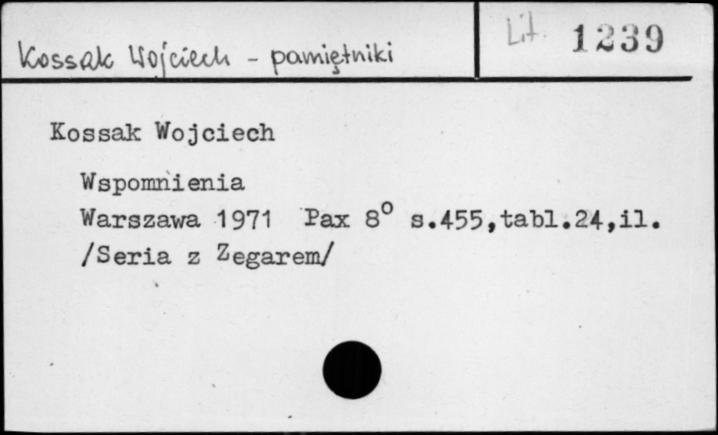 Kossak Wojciech - pamiętniki
Lit. 1239
Kossak Wojciech
Wspomnienia
Warszawa 1971 Pax 8° s.455,tabl.24,il.
/Seria z Zegarem/